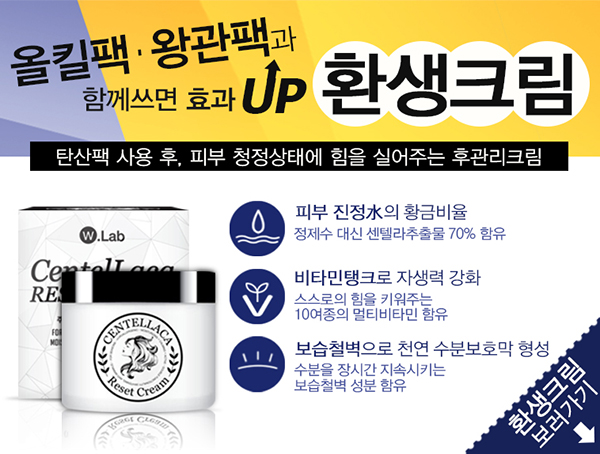 올킬팩·왕관팩과
함께쓰면 효과 UP
환생크림
탄산팩 사용 후, 피부 청정상태에 힘을 실어주는 후관리크림
W.Lab
CentelLaca
RES
FOR
MOI
CENTELLACA
Reset Cream
피부 진정水의 황금비율
정제수 대신 센텔라추출물 70% 함유
비타민탱크로 자생력 강화
스스로의 힘을 키워주는
10여종의 멀티비타민 함유
보습철벽으로 천연 수분보호막 형성
수분을 장시간 지속시키는
보습철벽 성분 함유
환생크림
보러가기